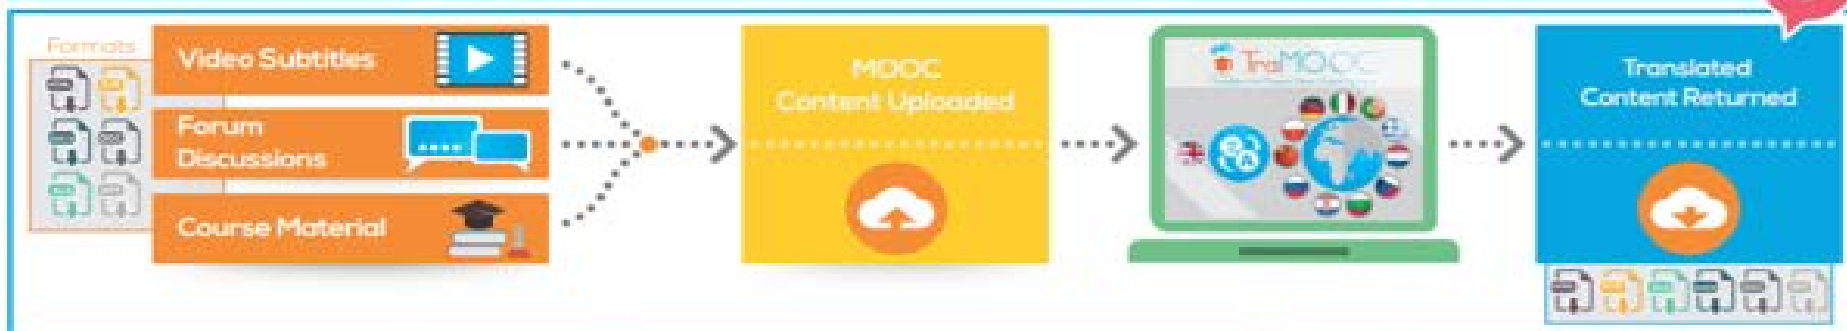 Formats
Video Subtitles
Forum
Discussions
Course Material
MOOC
Content Uploaded
TraMOOC
Translated
Content Returned